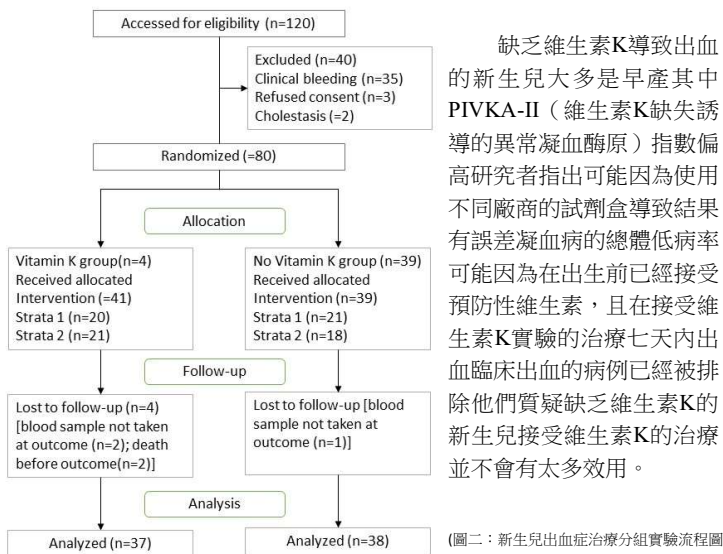 Accessed for eligibility (n=120)
Excluded (n=40)
Clinical bleeding (n=35)
Refused consent (n=3)
Cholestasis (=2)
Randomized (=80)
Allocation
Vitamin K group(n=4)
Received allocated
Intervention (=41)
Strata 1 (n=20)
Strata 2 (n=21)
No Vitamin K group (n=39)
Received allocated
Intervention (n=39)
Strata 1 (n=21)
Strata 2 (n=18)
Follow-up
Lost to follow-up (n=4)
[blood sample not taken
at outcome (n=2); death
before outcome(n=2)]
Lost to follow-up [blood
sample not taken at
outcome (n=1)]
Analysis
Analyzed (n=37)
Analyzed (n=38)
缺乏維生素K導致出血
的新生兒大多是早產其中
PIVKA-II（維生素K缺失誘
導的異常凝血酶原）指數偏
高研究者指出可能因為使用
不同廠商的試劑盒導致結果
有誤差凝血病的總體低病率
可能因為在出生前已經接受
預防性維生素，且在接受維
生素K實驗的治療七天內出
血臨床出血的病例已經被排
除他們質疑缺乏維生素K的
新生兒接受維生素K的治療
並不會有太多效用。
(圖二：新生兒出血症治療分組實驗流程圖